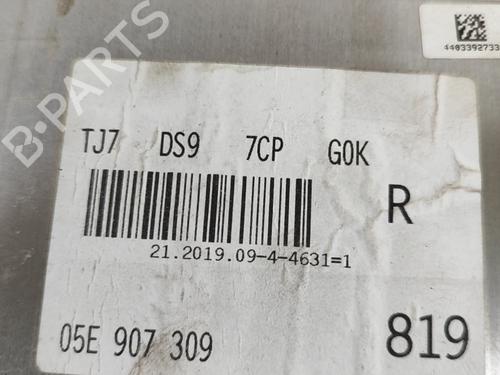 4403392733
TJ7 DS9 7CP G0K
R
21.2019.09-4-4631=1
05E 907 309
819
B-PARTS